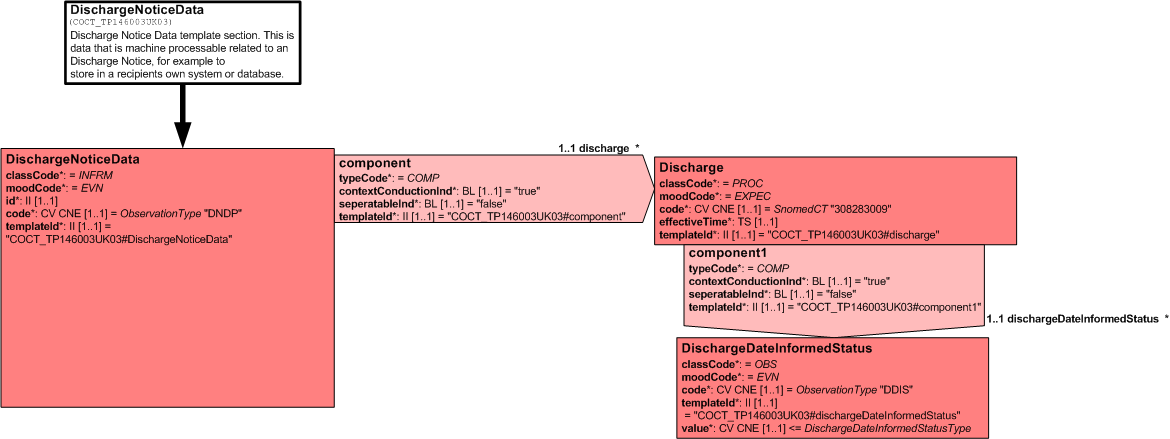 DischargeNoticeData
(COCT_TP146003UK03)
Discharge Notice Data template section. This is
data that is machine processable related to an
Discharge Notice, for example to
store in a recipients own system or database.
DischargeNoticeData
classCode*: = INFRM
moodCode*: = EVN
id*: II [1..1]
code*: CV CNE [1..1] = ObservationType "DNDP"
templateId*: II [1..1] =
"COCT_TP146003UK03#DischargeNoticeData"
1..1 discharge *
component
typeCode*: = COMP
contextConductionInd*: BL [1..1] = "true"
seperatableInd*: BL [1..1] = "false"
templateId*: II [1..1] = "COCT_TP146003UK03#component"
Discharge
classCode*: = PROC
moodCode*: = EXPEC
code*: CV CNE [1..1] = SnomedCT "308283009"
effectiveTime*: TS [1..1]
templateId*: II [1..1] = "COCT_TP146003UK03#discharge"
component1
typeCode*: = COMP
contextConductionInd*: BL [1..1] = "true"
seperatableInd*: BL [1..1] = "false"
templateId*: II [1..1] = "COCT_TP146003UK03#component1"
1..1 dischargeDateInformedStatus *
DischargeDateInformedStatus
classCode*: = OBS
moodCode*: = EVN
code*: CV CNE [1..1] = ObservationType "DDIS"
templateId*: II [1..1]
= "COCT_TP146003UK03#dischargeDateInformedStatus"
value*: CV CNE [1..1] <= DischargeDateInformedStatusType